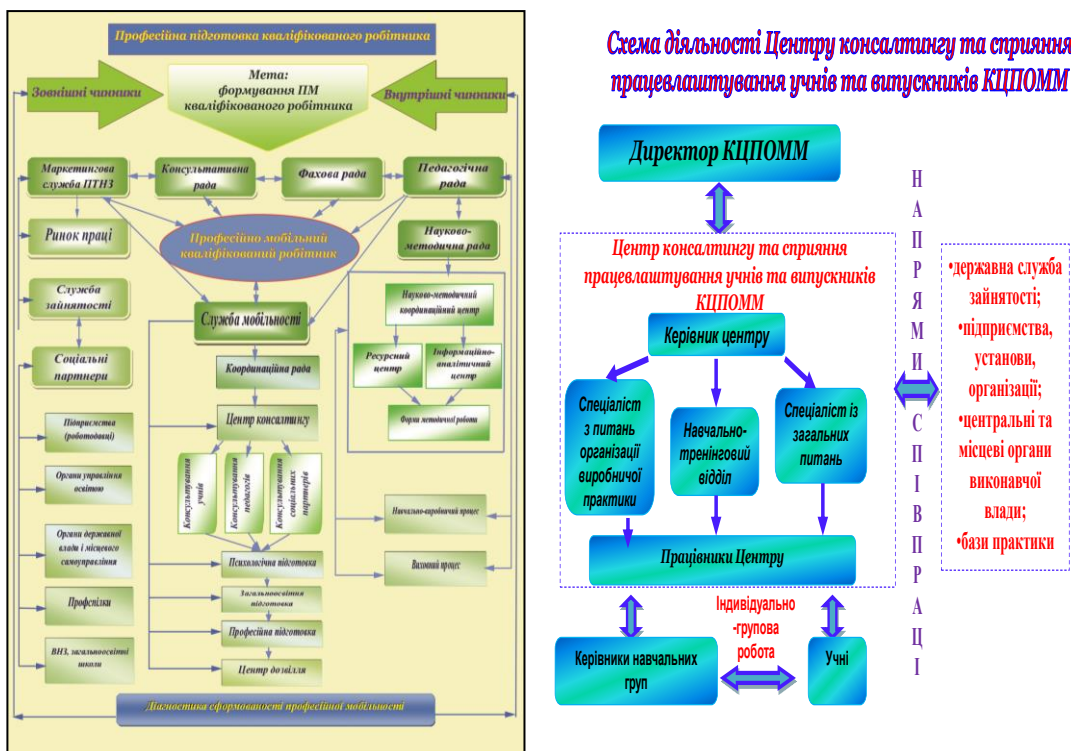 Професійна підготовка кваліфікованого робітника
Зовнішні чинники
Мета:
формування ПМ
кваліфікованого робітника
Внутрішні чинники
Маркетингова
служба ПТНЗ
Консультативна
рада
Фахова рада
Педагогічна
рада
Ринок праці
Професійно мобільний
кваліфікований робітник
Науково-
методична рада
Служба
зайнятості
Науково-методичний
координаційний центр
Служба мобільності
Ресурсний
центр
Інформаційно-
аналітичний
центр
Соціальні
партнери
Координаційна рада
Центр консалтингу
Форми методичної роботи
Підприємства
(роботодавці)
Консультування
учнів
Консультування
педагогів
Консультування
соціальних
партнерів
Органи управління
освітою
Навчально-виробничий процес
Органи державної
влади і місцевого
самоуправління
Психологічна підготовка
Виховний процес
Загальноосвітня
підготовка
Профспілки
Професійна підготовка
ВНЗ, загальноосвітні
школи
Центр дозвілля
Діагностика сформованості професійної мобільності
Схема діяльності Центру консалтингу та сприяння
працевлаштування учнів та випускників КЦПОММ
Директор КЦПОММ
Центр консалтингу та сприяння
працевлаштування учнів та випускників
КЦПОММ
Керівник центру
Спеціаліст
з питань
організації
виробничої
практики
Навчально-
тренінговий
відділ
Спеціаліст із
загальних
питань
Працівники Центру
Керівники навчальних
груп
Індивідуально
-групова
робота
Учні
НАПРЯМИ СПІВПРАЦІ
•державна служба
зайнятості;
•підприємства,
установи,
організації;
•центральні та
місцеві органи
виконавчої
влади;
•бази практики